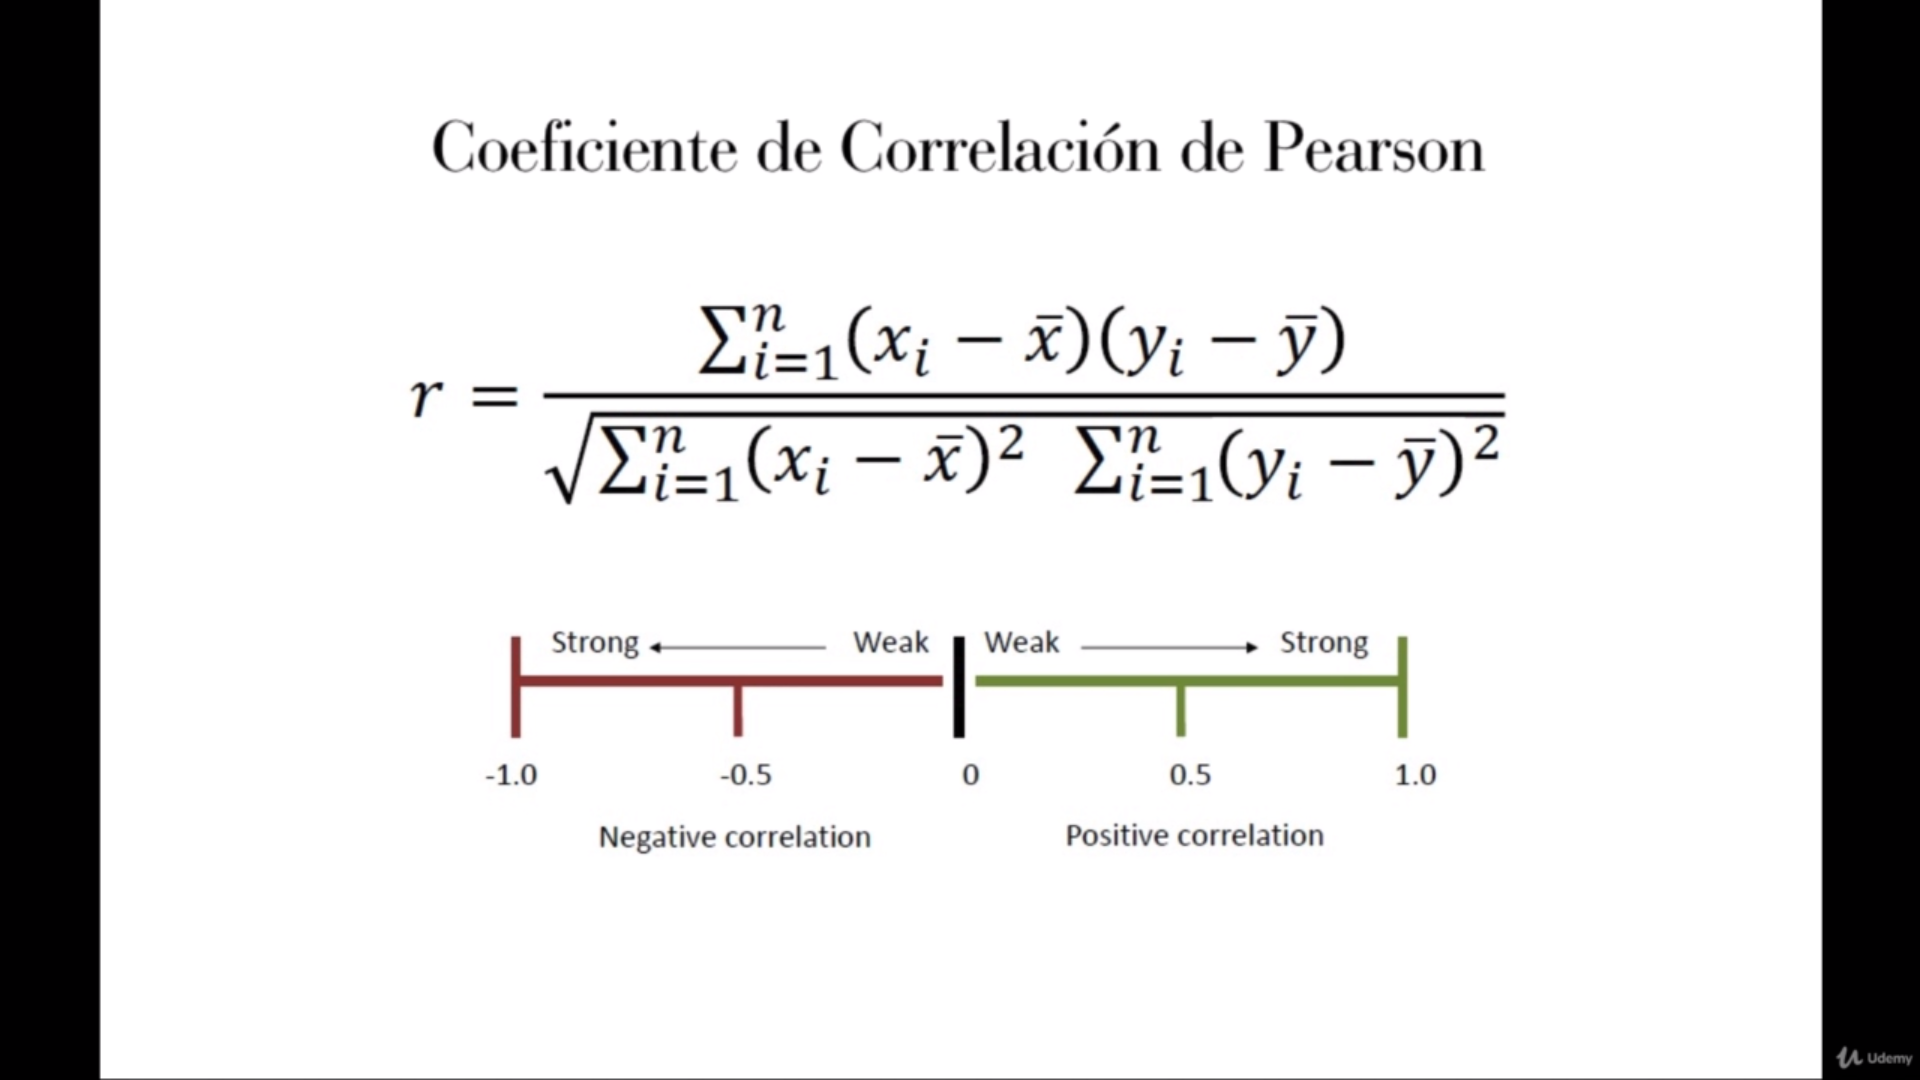 Coeficiente de Correlación de Pearson
r = \frac{\sum_{i=1}^{n}(x_i - \bar{x})(y_i - \bar{y})}{\sqrt{\sum_{i=1}^{n}(x_i - \bar{x})^2 \sum_{i=1}^{n}(y_i - \bar{y})^2}}
Strong Weak Weak Strong
-1.0 -0.5 0 0.5 1.0
Negative correlation Positive correlation
Udemy